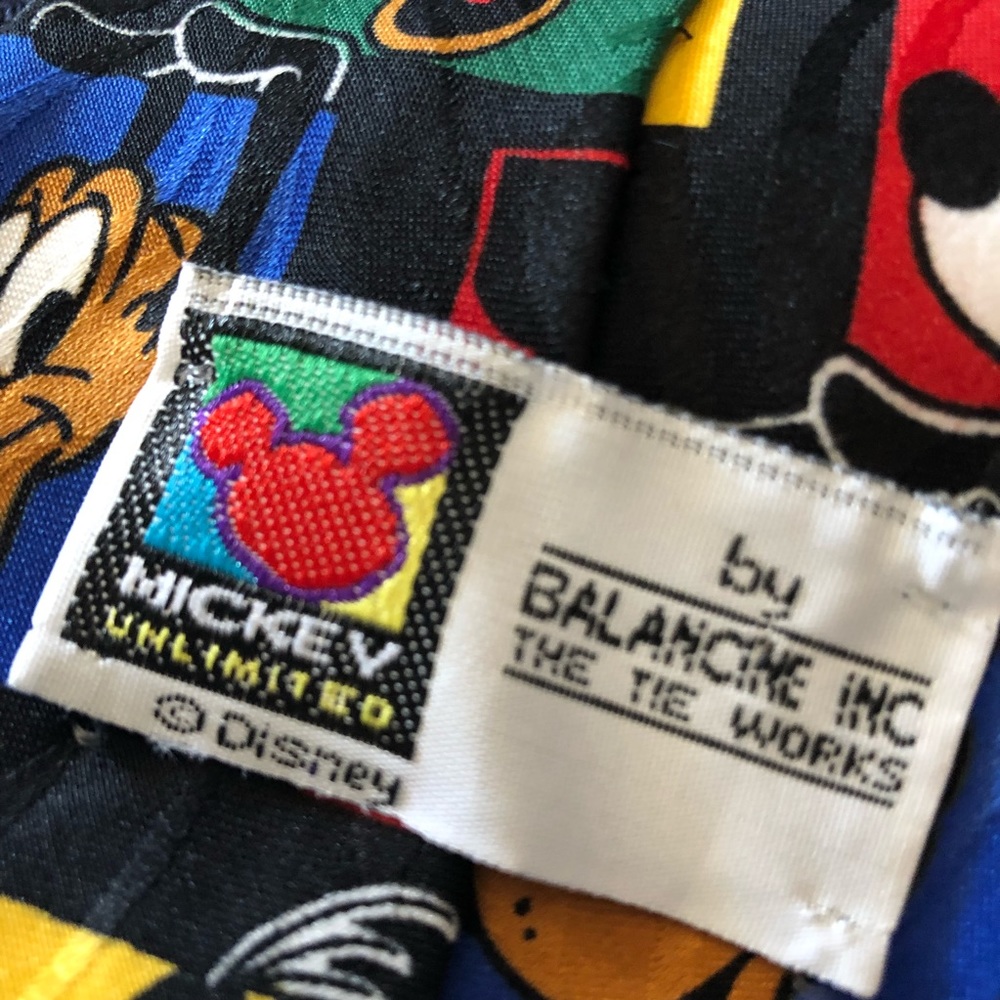 MICKEY
UNLIMITED
© Disney
by
BALANCINE INC
THE TIE WORKS